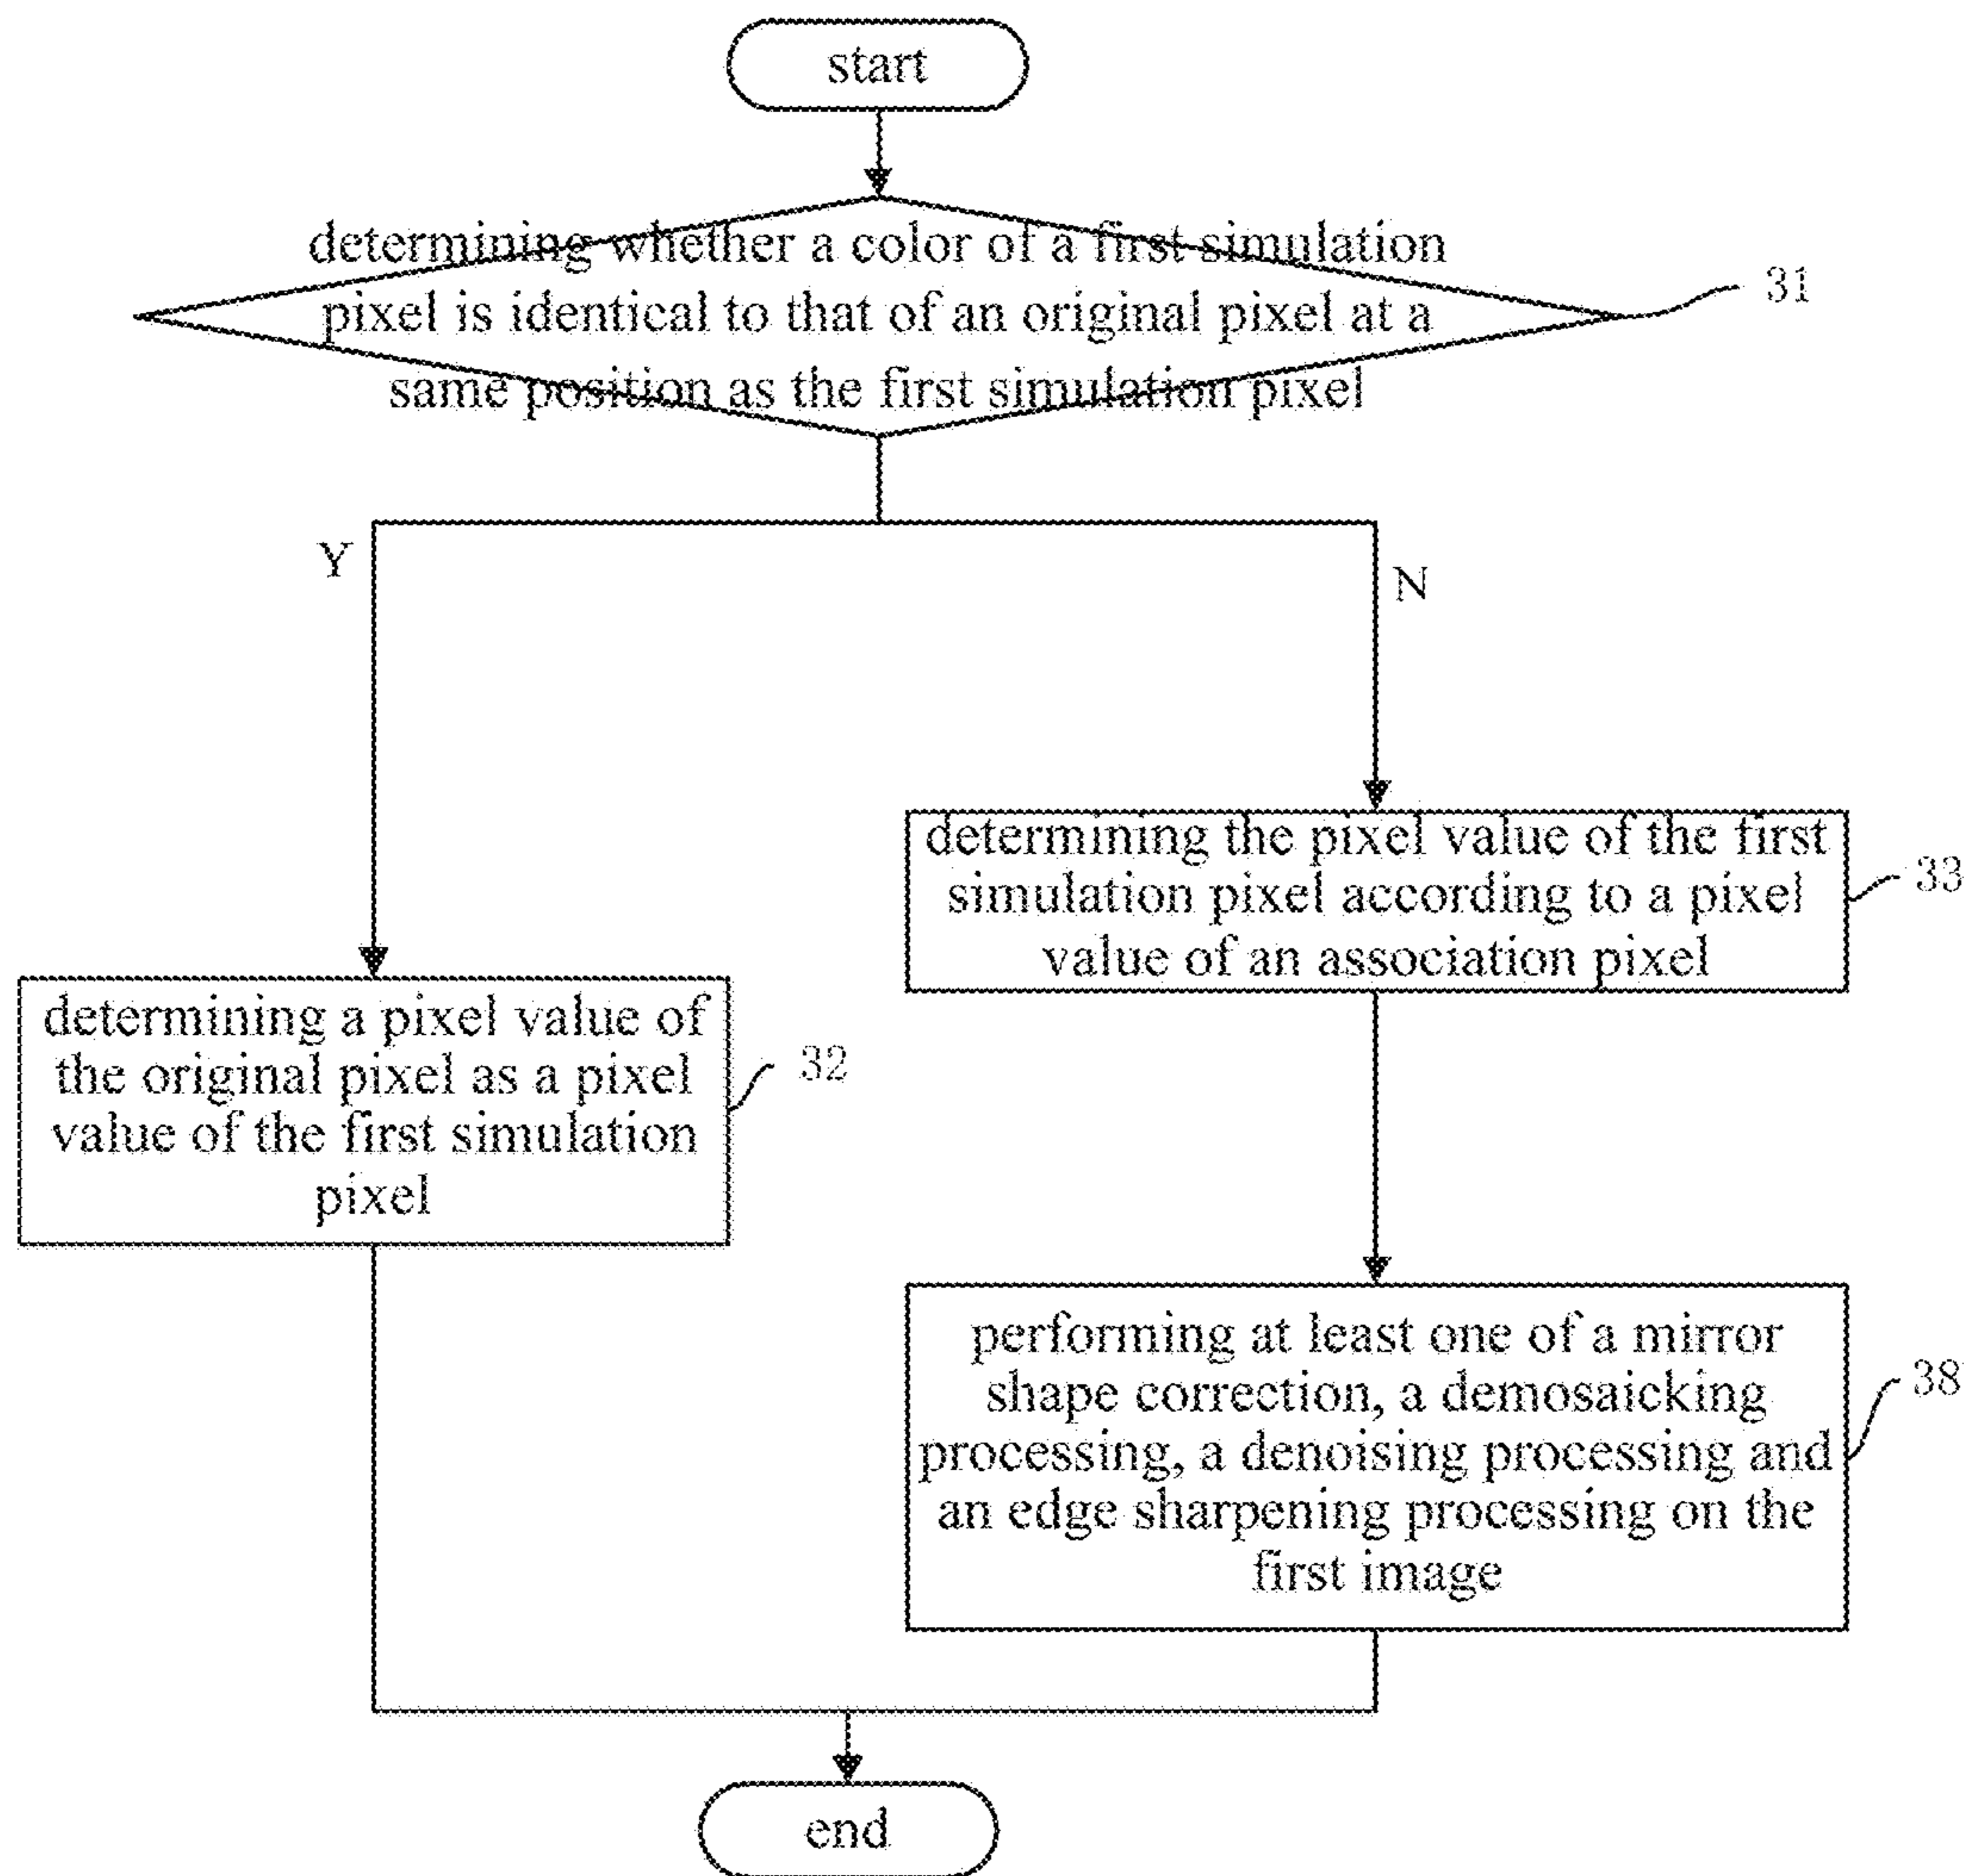 start
determining whether a color of a first simulation
pixel is identical to that of an original pixel at a
same position as the first simulation pixel
31
Y
N
determining the pixel value of the first
simulation pixel according to a pixel
value of an association pixel
33
determining a pixel value of
the original pixel as a pixel
value of the first simulation
pixel
32
performing at least one of a mirror
shape correction, a demosaicking
processing, a denoising processing and
an edge sharpening processing on the
first image
38
end